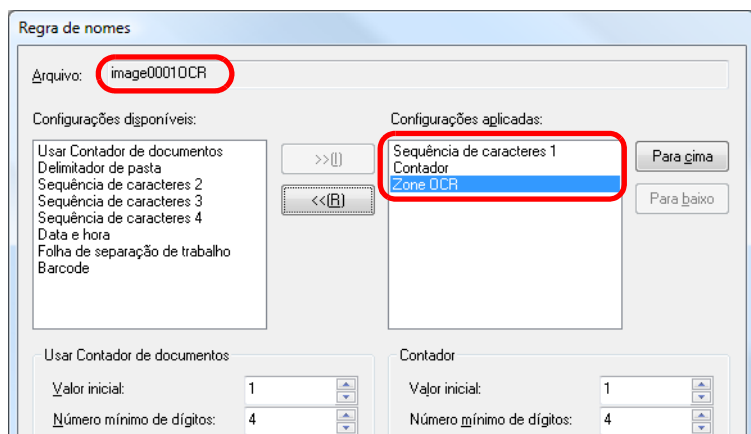 Regra de nomes
Arquivo: image0001OCR
Configurações disponíveis:
Usar Contador de documentos
Delimitador de pasta
Sequência de caracteres 2
Sequência de caracteres 3
Sequência de caracteres 4
Data e hora
Folha de separação de trabalho
Barcode
>>(I)
<<(R)
Configurações aplicadas:
Sequência de caracteres 1
Contador
Zone OCR
Para cima
Para baixo
Usar Contador de documentos
Valor inicial: 1
Número mínimo de dígitos: 4
Contador
Valor inicial: 1
Número mínimo de dígitos: 4